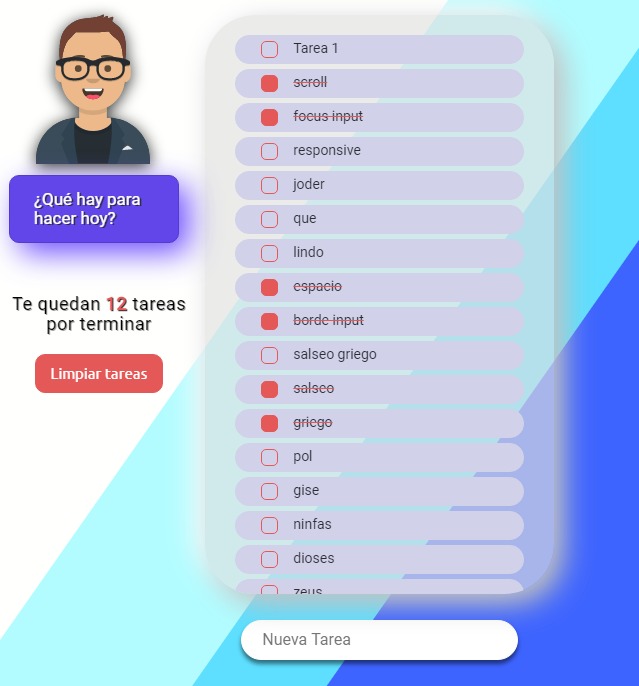 ¿Qué hay para
hacer hoy?
Te quedan 12 tareas
por terminar
Limpiar tareas
Tarea 1
scroll
focus input
responsive
joder
que
lindo
espacio
borde input
salseo griego
salseo
griego
pol
gise
ninfas
dioses
zeus
Nueva Tarea